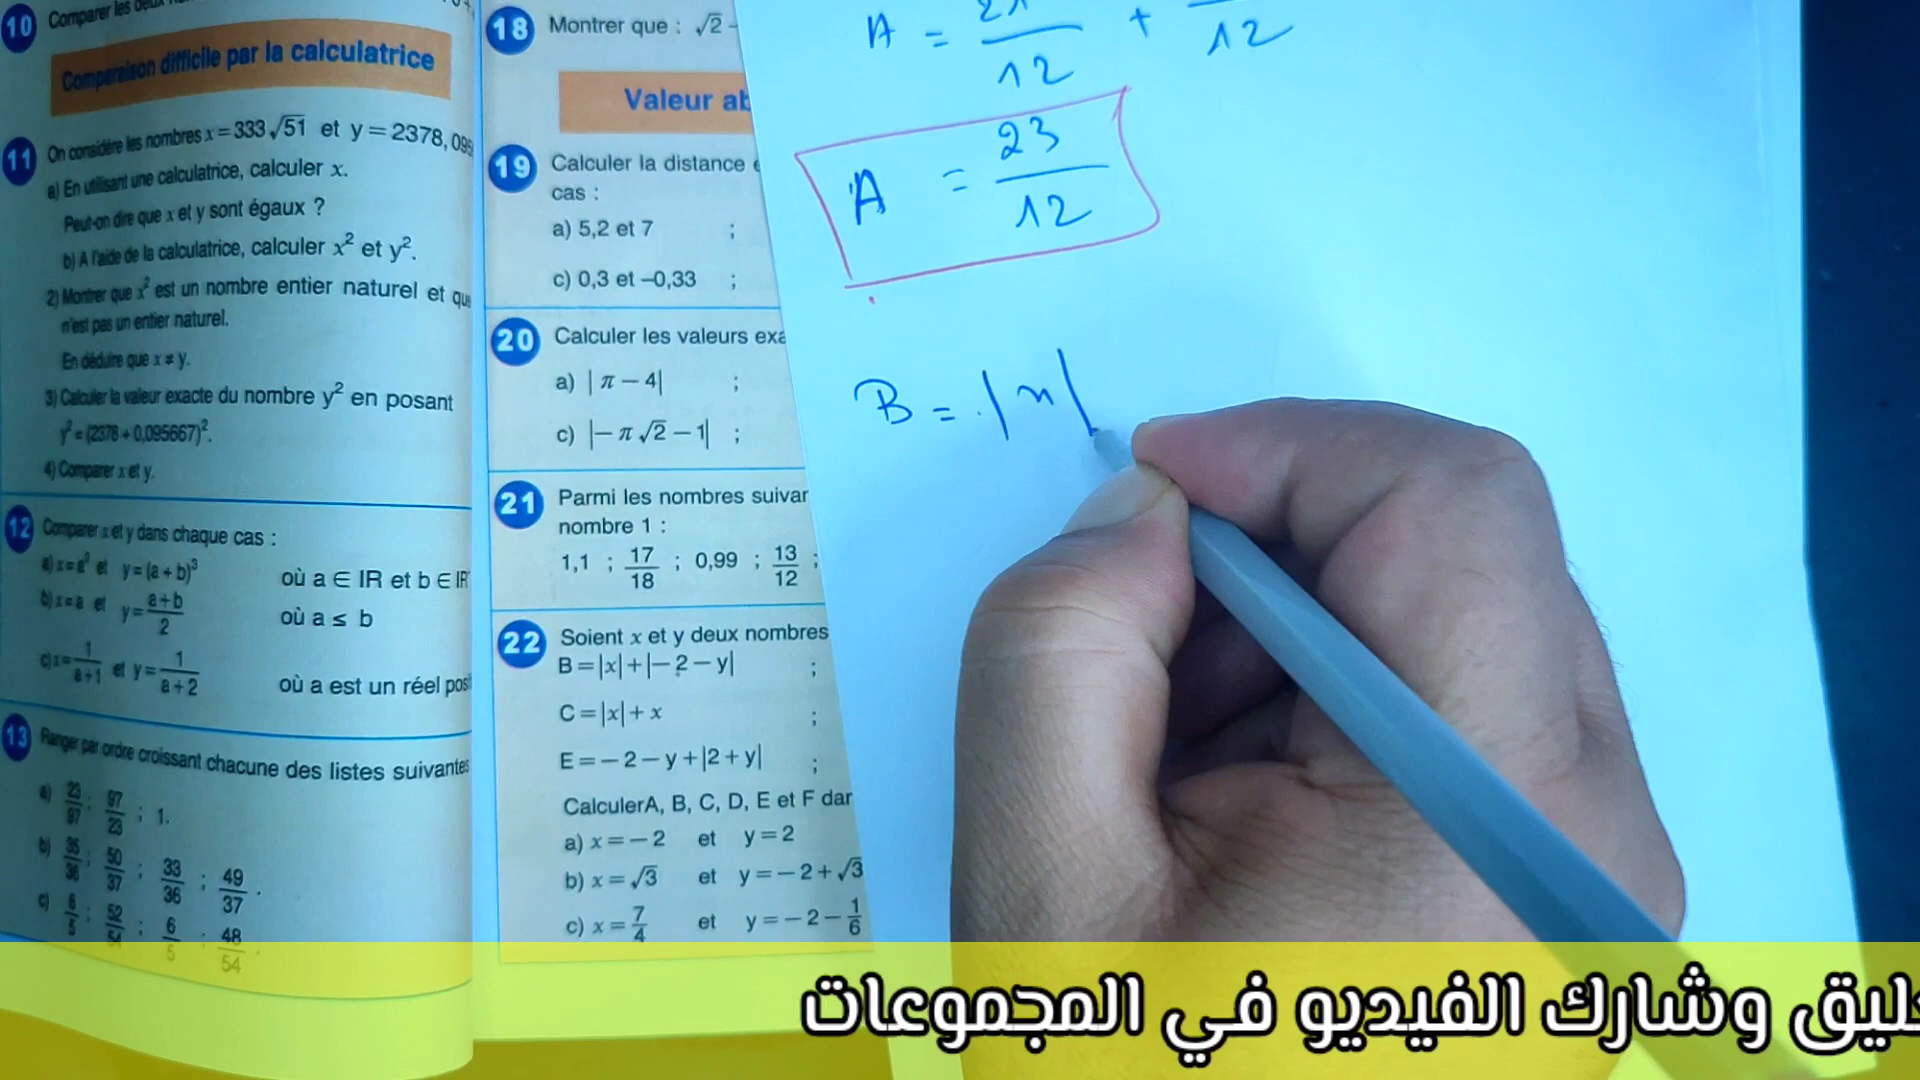 10 Comparer les
Comparaison difficile par la calculatrice
11 On considère les nombres x = 333√51 et y = 2378, 095
a) En utilisant une calculatrice, calculer x.
Peut-on dire que x et y sont égaux ?
b) A l'aide de la calculatrice, calculer x² et y².
2) Montrer que x² est un nombre entier naturel et que
n'est pas un entier naturel.
En déduire que x ≠ y.
3) Calculer la valeur exacte du nombre y² en posant
y² = (2378 + 0,095667)².
4) Comparer x et y.
12 Comparer x et y dans chaque cas :
a) x = a³ et y = (a + b)³ où a ∈ IR et b ∈ IR
b) x = a et y = a+b/2 où a ≤ b
c) x = 1/a+1 et y = 1/a+2 où a est un réel pos
13 Ranger par ordre croissant chacune des listes suivantes
a) 23/97 ; 97/23 ; 1.
b) 35/36 ; 50/37 ; 33/36 ; 49/37 .
c) 6/5 ; 52/54 ; 6/5 ; 48/54 .
18 Montrer que : √2 -
Valeur ab
19 Calculer la distance e
cas :
a) 5,2 et 7 ;
c) 0,3 et –0,33 ;
20 Calculer les valeurs exa
a) | π – 4| ;
c) |– π √2 – 1| ;
21 Parmi les nombres suivan
nombre 1 :
1,1 ; 17/18 ; 0,99 ; 13/12 ;
22 Soient x et y deux nombres
B = |x| + |– 2 – y| ;
C = |x| + x ;
E = – 2 – y + |2 + y| ;
CalculerA, B, C, D, E et F dan
a) x = – 2 et y = 2
b) x = √3 et y = – 2 + √3
c) x = 7/4 et y = – 2 – 1/6
A = 21/12 + /12
A = 23/12
B = |x|
وشارك الفيديو في المجموعات